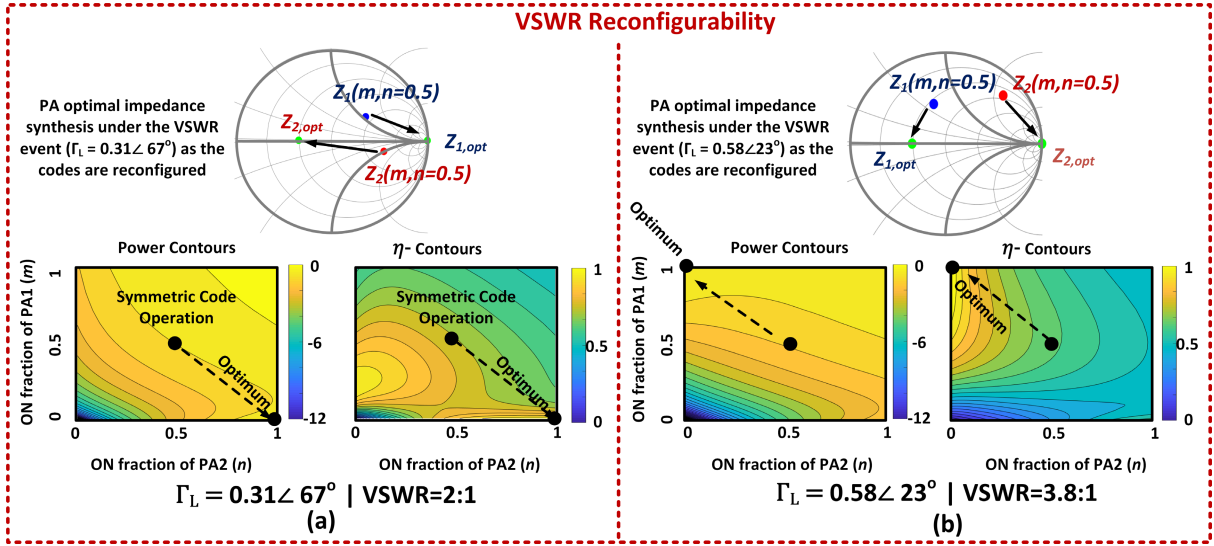 VSWR Reconfigurability
PA optimal impedance
synthesis under the VSWR
event (Γ_L = 0.31∠ 67°) as the
codes are reconfigured
Z₁(m,n=0.5)
Z₂,opt
Z₁,opt
Z₂(m,n=0.5)
Power Contours
η- Contours
ON fraction of PA1 (m)
1
0.5
0
Symmetric Code
Operation
Optimum
0
0.5
1
0
-6
-12
Symmetric Code
Operation
Optimum
0
0.5
1
1
0.5
0
ON fraction of PA2 (n)
ON fraction of PA2 (n)
Γ_L = 0.31∠ 67° | VSWR=2:1
(a)
PA optimal impedance
synthesis under the VSWR
event (Γ_L = 0.58∠23°) as the
codes are reconfigured
Z₁(m,n=0.5)
Z₂(m,n=0.5)
Z₁,opt
Z₂,opt
Optimum
Power Contours
η- Contours
ON fraction of PA1 (m)
1
0.5
0
0
0.5
1
0
-6
-12
Optimum
0
0.5
1
1
0.5
0
ON fraction of PA2 (n)
ON fraction of PA2 (n)
Γ_L = 0.58∠ 23° | VSWR=3.8:1
(b)